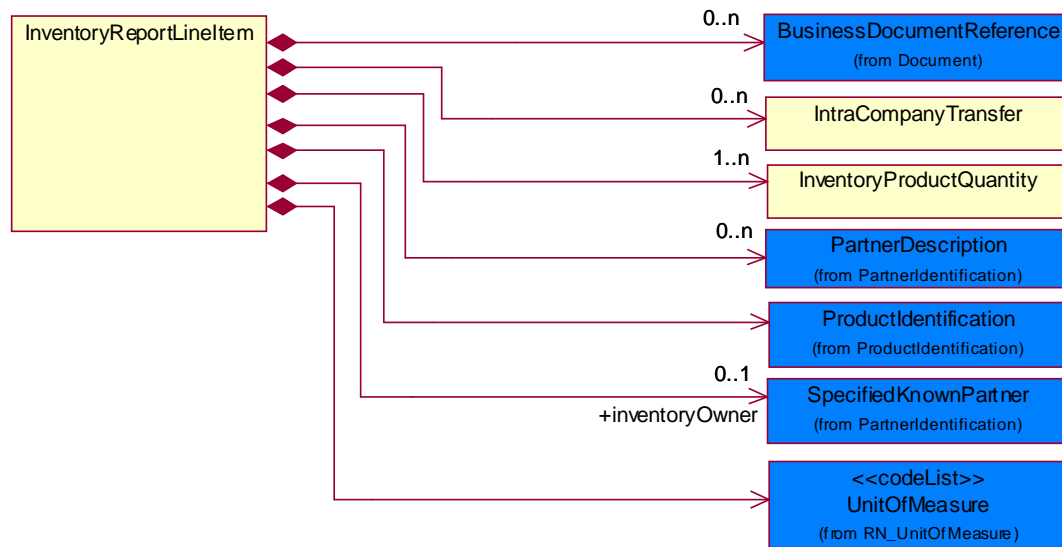 InventoryReportLineItem
0..n
BusinessDocumentReference
(from Document)
0..n
IntraCompanyTransfer
1..n
InventoryProductQuantity
0..n
PartnerDescription
(from PartnerIdentification)
ProductIdentification
(from ProductIdentification)
0..1
+inventoryOwner
SpecifiedKnownPartner
(from PartnerIdentification)
<<codeList>>
UnitOfMeasure
(from RN_UnitOfMeasure)